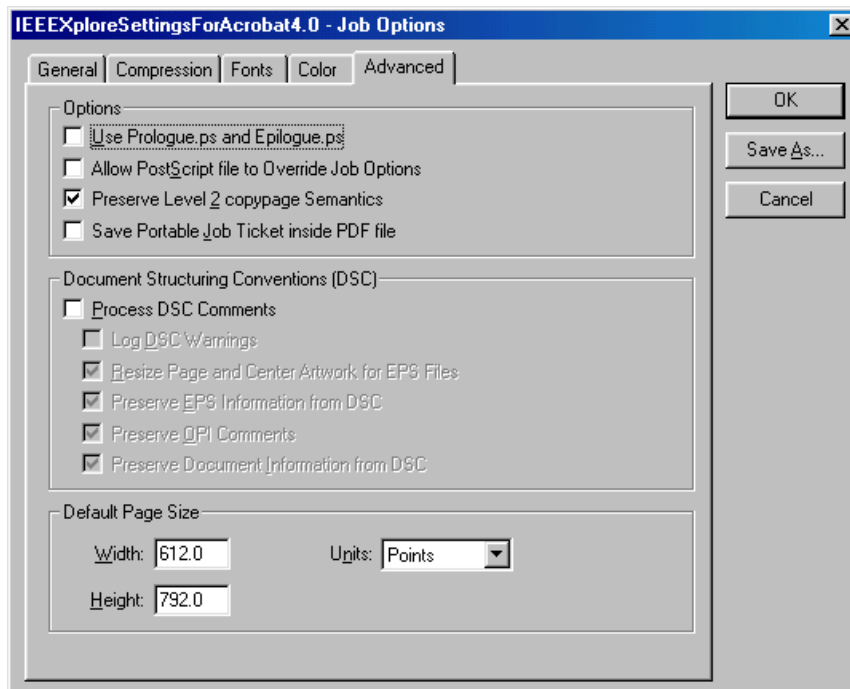 IEEEXploreSettingsForAcrobat4.0 - Job Options
General Compression Fonts Color Advanced
Options
Use Prologue.ps and Epilogue.ps
Allow PostScript file to Override Job Options
Preserve Level 2 copypage Semantics
Save Portable Job Ticket inside PDF file
Document Structuring Conventions (DSC)
Process DSC Comments
Log DSC Warnings
Resize Page and Center Artwork for EPS Files
Preserve EPS Information from DSC
Preserve OPI Comments
Preserve Document Information from DSC
Default Page Size
Width: 612.0 Units: Points
Height: 792.0
OK
Save As...
Cancel